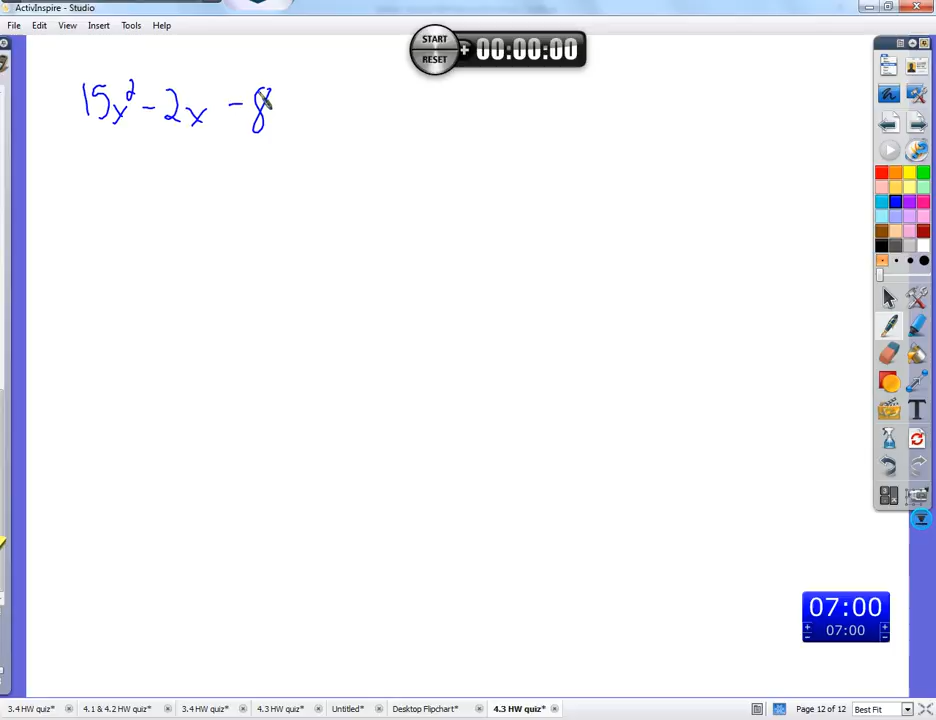 ActivInspire - Studio
File Edit View Insert Tools Help
START
RESET
00:00:00
15x² - 2x - 8
07:00
07:00
3.4 HW quiz* 4.1 & 4.2 HW quiz* 3.4 HW quiz* 4.3 HW quiz* Untitled* Desktop Flipchart* 4.3 HW quiz* Page 12 of 12 Best Fit